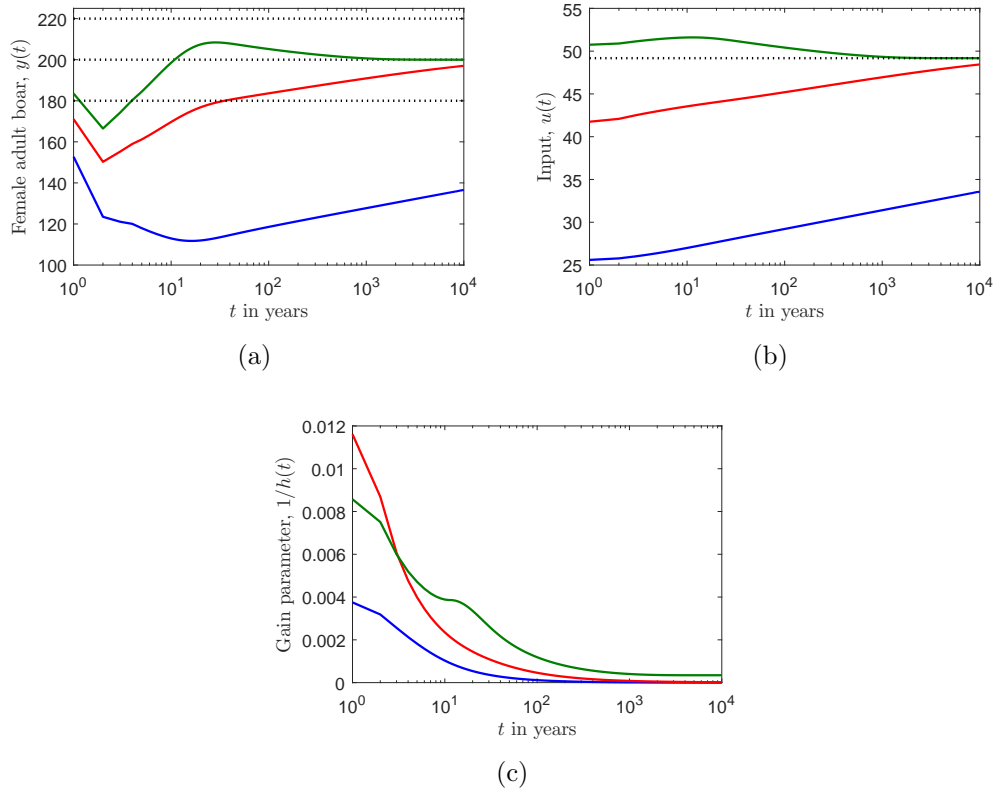 220
200
180
160
140
120
100
Female adult boar, y(t)
10^0 10^1 10^2 10^3 10^4
t in years
(a)
55
50
45
40
35
30
25
Input, u(t)
10^0 10^1 10^2 10^3 10^4
t in years
(b)
0.012
0.01
0.008
0.006
0.004
0.002
0
Gain parameter, 1/h(t)
10^0 10^1 10^2 10^3 10^4
t in years
(c)